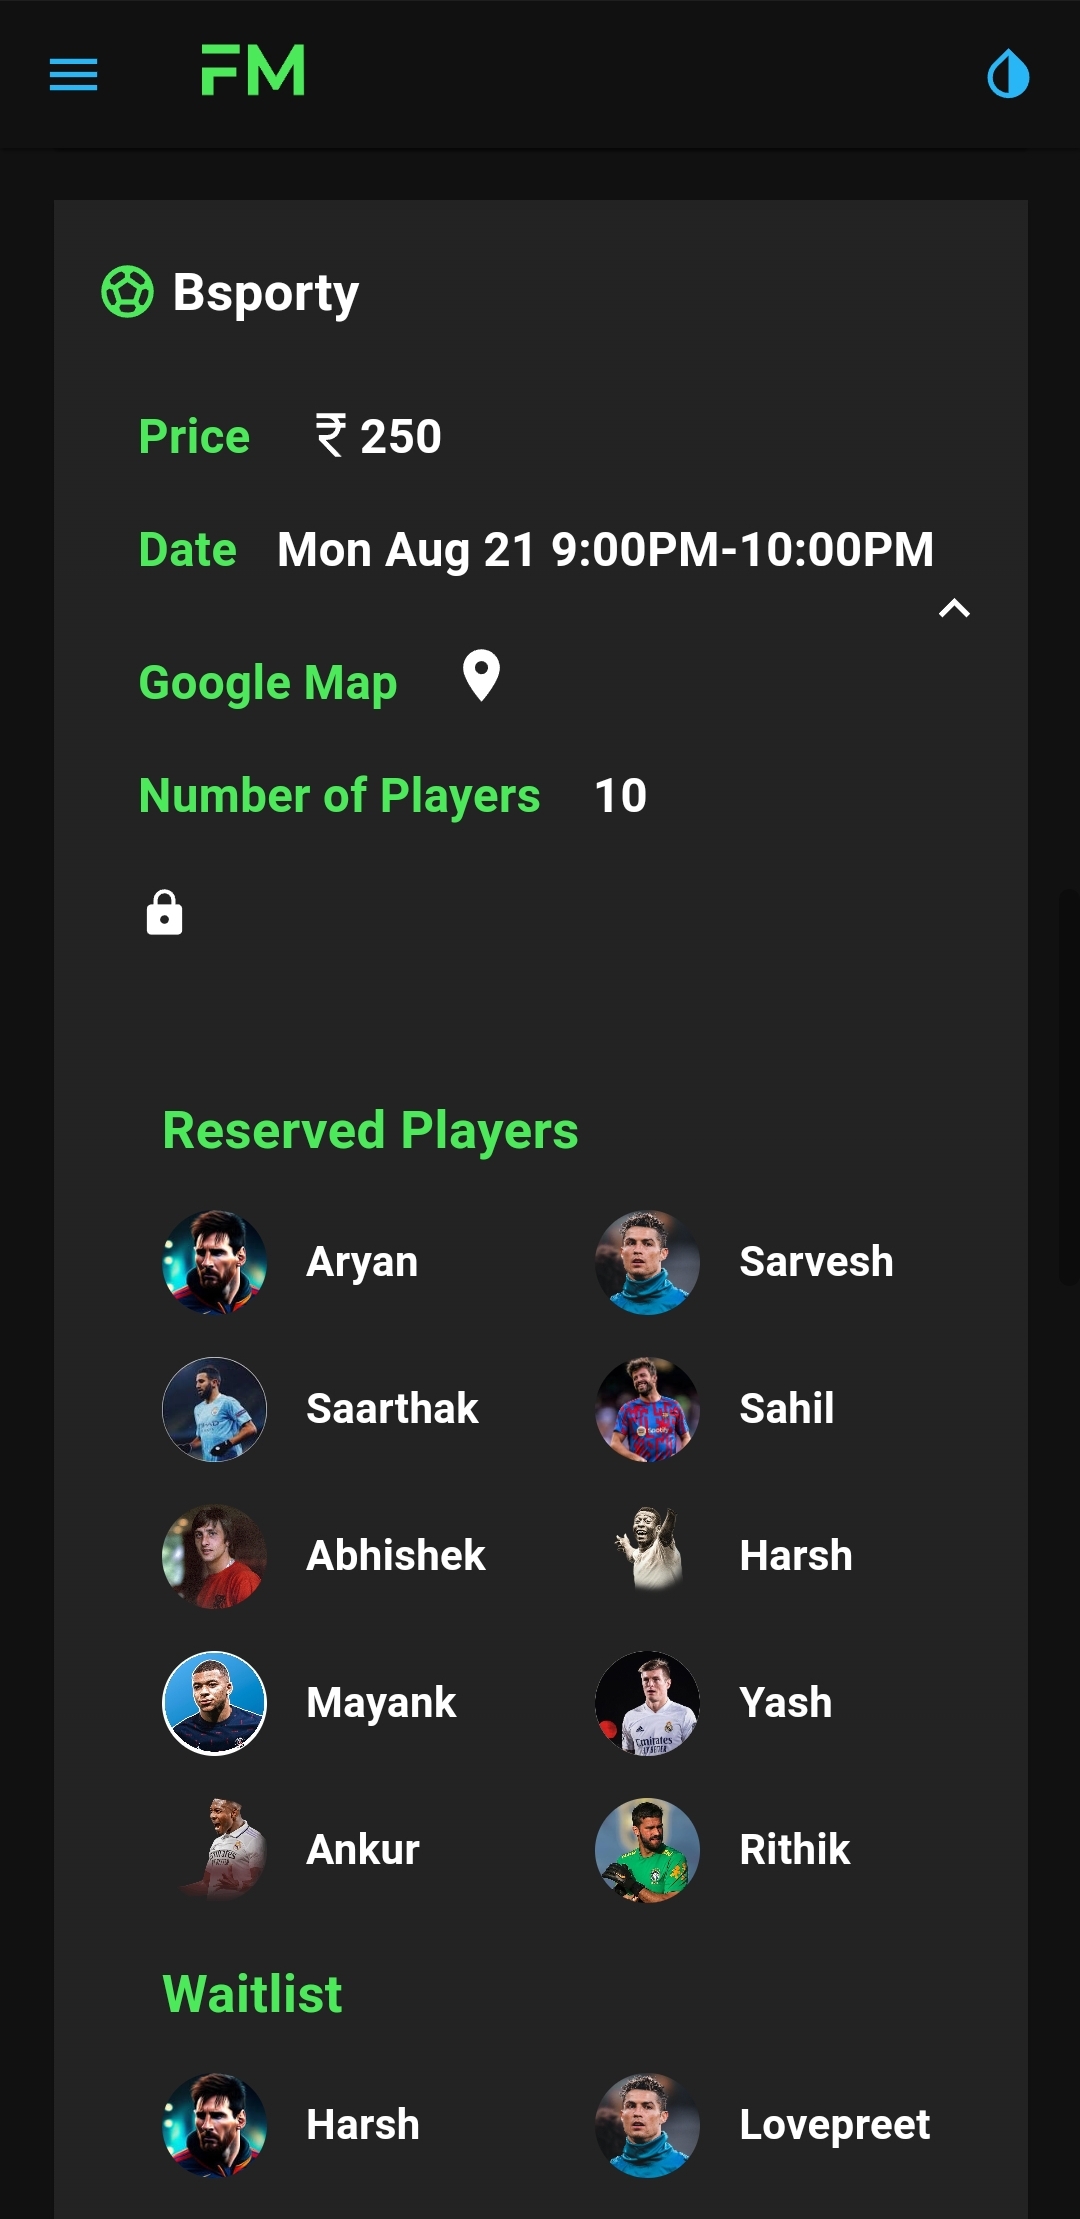 FM
Bsporty
Price ₹ 250
Date Mon Aug 21 9:00PM-10:00PM
Google Map
Number of Players 10
Reserved Players
Aryan Sarvesh
Saarthak Sahil
Abhishek Harsh
Mayank Yash
Ankur Rithik
Waitlist
Harsh Lovepreet